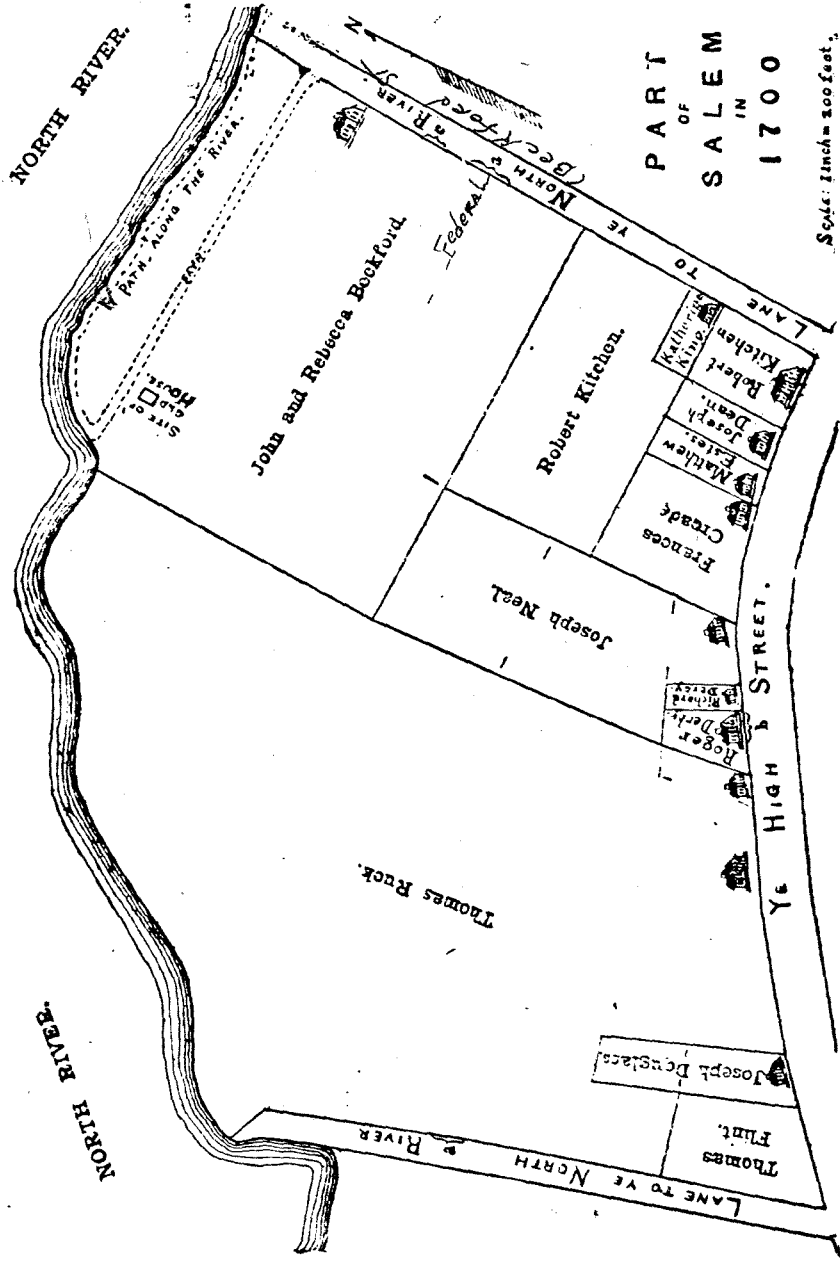 PART
OF
SALEM
IN
1700
Scale: 1 inch = 200 feet.
N
NORTH RIVER.
A PATH ALONG THE RIVER.
SITE OF
OLD
HOUSE.
John and Rebecca Beckford.
Federal
LANE TO YE NORTH a RIVER
(Beckford St
Robert Kitchen.
Katherine
King.
Robert
Kitchen
Joseph
Dean.
Matthew
Estes.
Frances
Creade
Joseph Neal.
Richard
Derby
Roger
Derby
Thomas Ruck.
YE HIGH b STREET.
Joseph Douglass.
Thomas
Flint.
LANE TO YE NORTH a RIVER
NORTH RIVER.